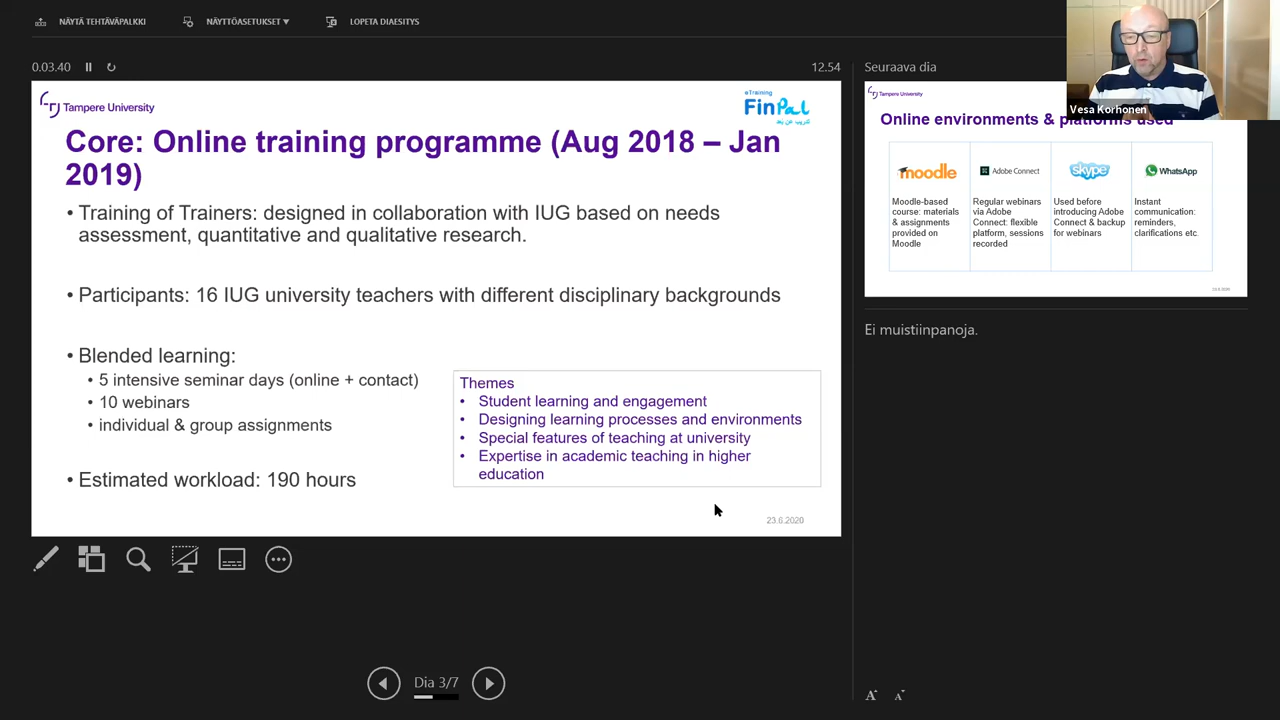 NÄYTÄ TEHTÄVÄPALKKI
NÄYTTÖASETUKSET
LOPETA DIAESITYS
0.03.40
12.54
Tampere University
eTraining
FinPal
تدريب عن بعد
Core: Online training programme (Aug 2018 – Jan
2019)
• Training of Trainers: designed in collaboration with IUG based on needs
assessment, quantitative and qualitative research.
• Participants: 16 IUG university teachers with different disciplinary backgrounds
• Blended learning:
• 5 intensive seminar days (online + contact)
• 10 webinars
• individual & group assignments
• Estimated workload: 190 hours
Themes
• Student learning and engagement
• Designing learning processes and environments
• Special features of teaching at university
• Expertise in academic teaching in higher
education
23.6.2020
Dia 3/7
Seuraava dia
Vesa Korhonen
Tampere University
Online environments & platforms used
moodle
Moodle-based
course: materials
& assignments
provided on
Moodle
Adobe Connect
Regular webinars
via Adobe
Connect: flexible
platform, sessions
recorded
skype
Used before
introducing Adobe
Connect & backup
for webinars
WhatsApp
Instant
communication:
reminders,
clarifications etc.
23.6.2020
Ei muistiinpanoja.
A
A